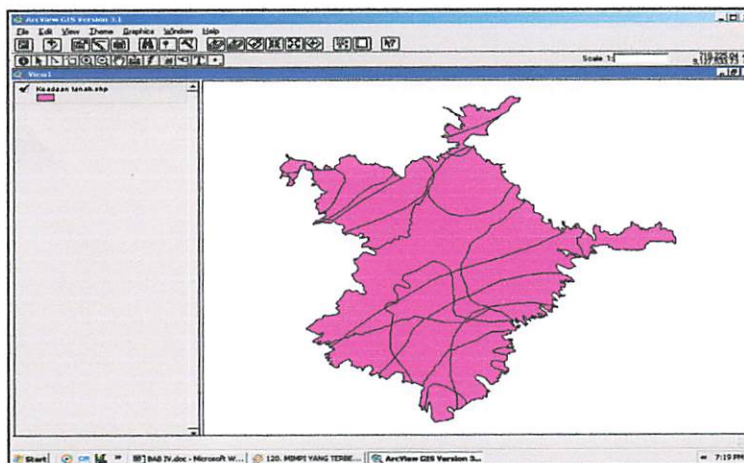 ArcView GIS Version 3.1
File Edit View Theme Graphics Window Help
Scale 1:
View1
Keadaan tanah.shp
Start
BAB IV.doc - Microsoft W...
120. MIMPI YANG TERBE...
ArcView GIS Version 3...
7:19 PM